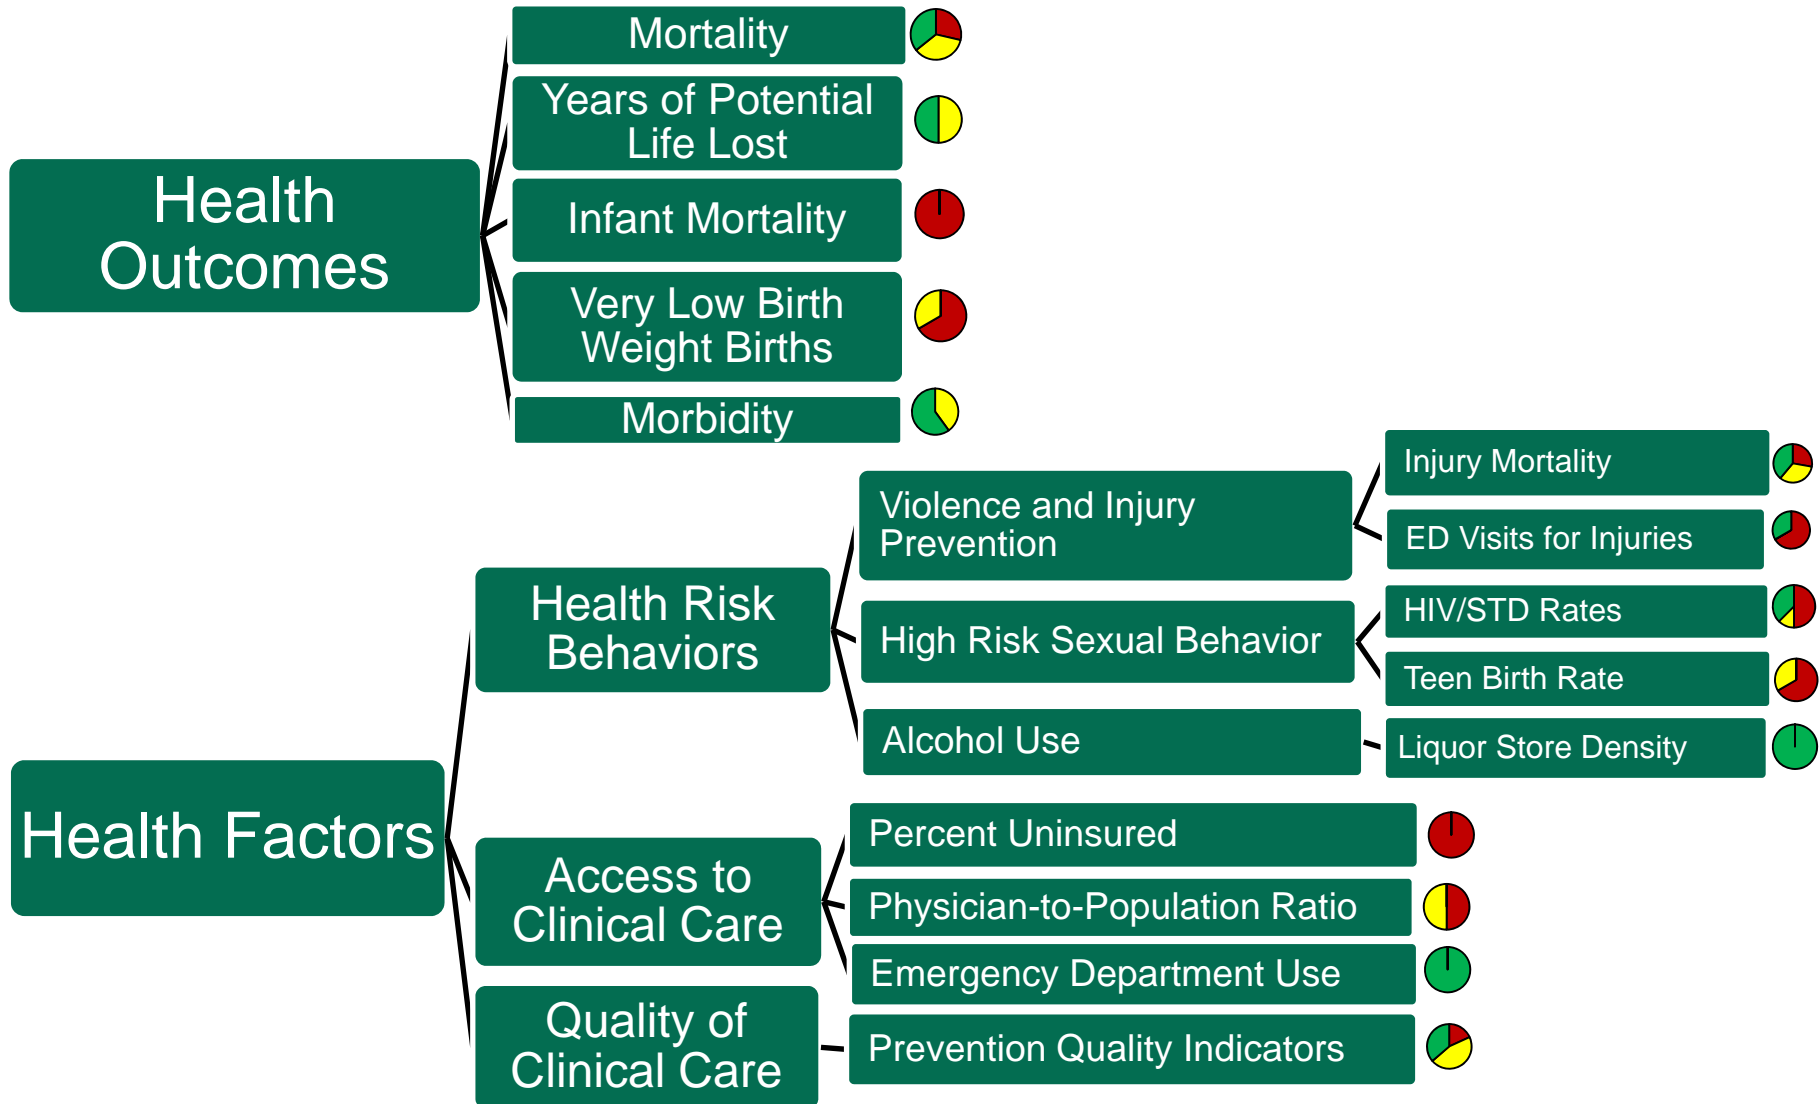 Health
Outcomes
Mortality
Years of Potential
Life Lost
Infant Mortality
Very Low Birth
Weight Births
Morbidity
Health Factors
Health Risk
Behaviors
Violence and Injury
Prevention
Injury Mortality
ED Visits for Injuries
High Risk Sexual Behavior
HIV/STD Rates
Teen Birth Rate
Alcohol Use
Liquor Store Density
Access to
Clinical Care
Percent Uninsured
Physician-to-Population Ratio
Emergency Department Use
Quality of
Clinical Care
Prevention Quality Indicators